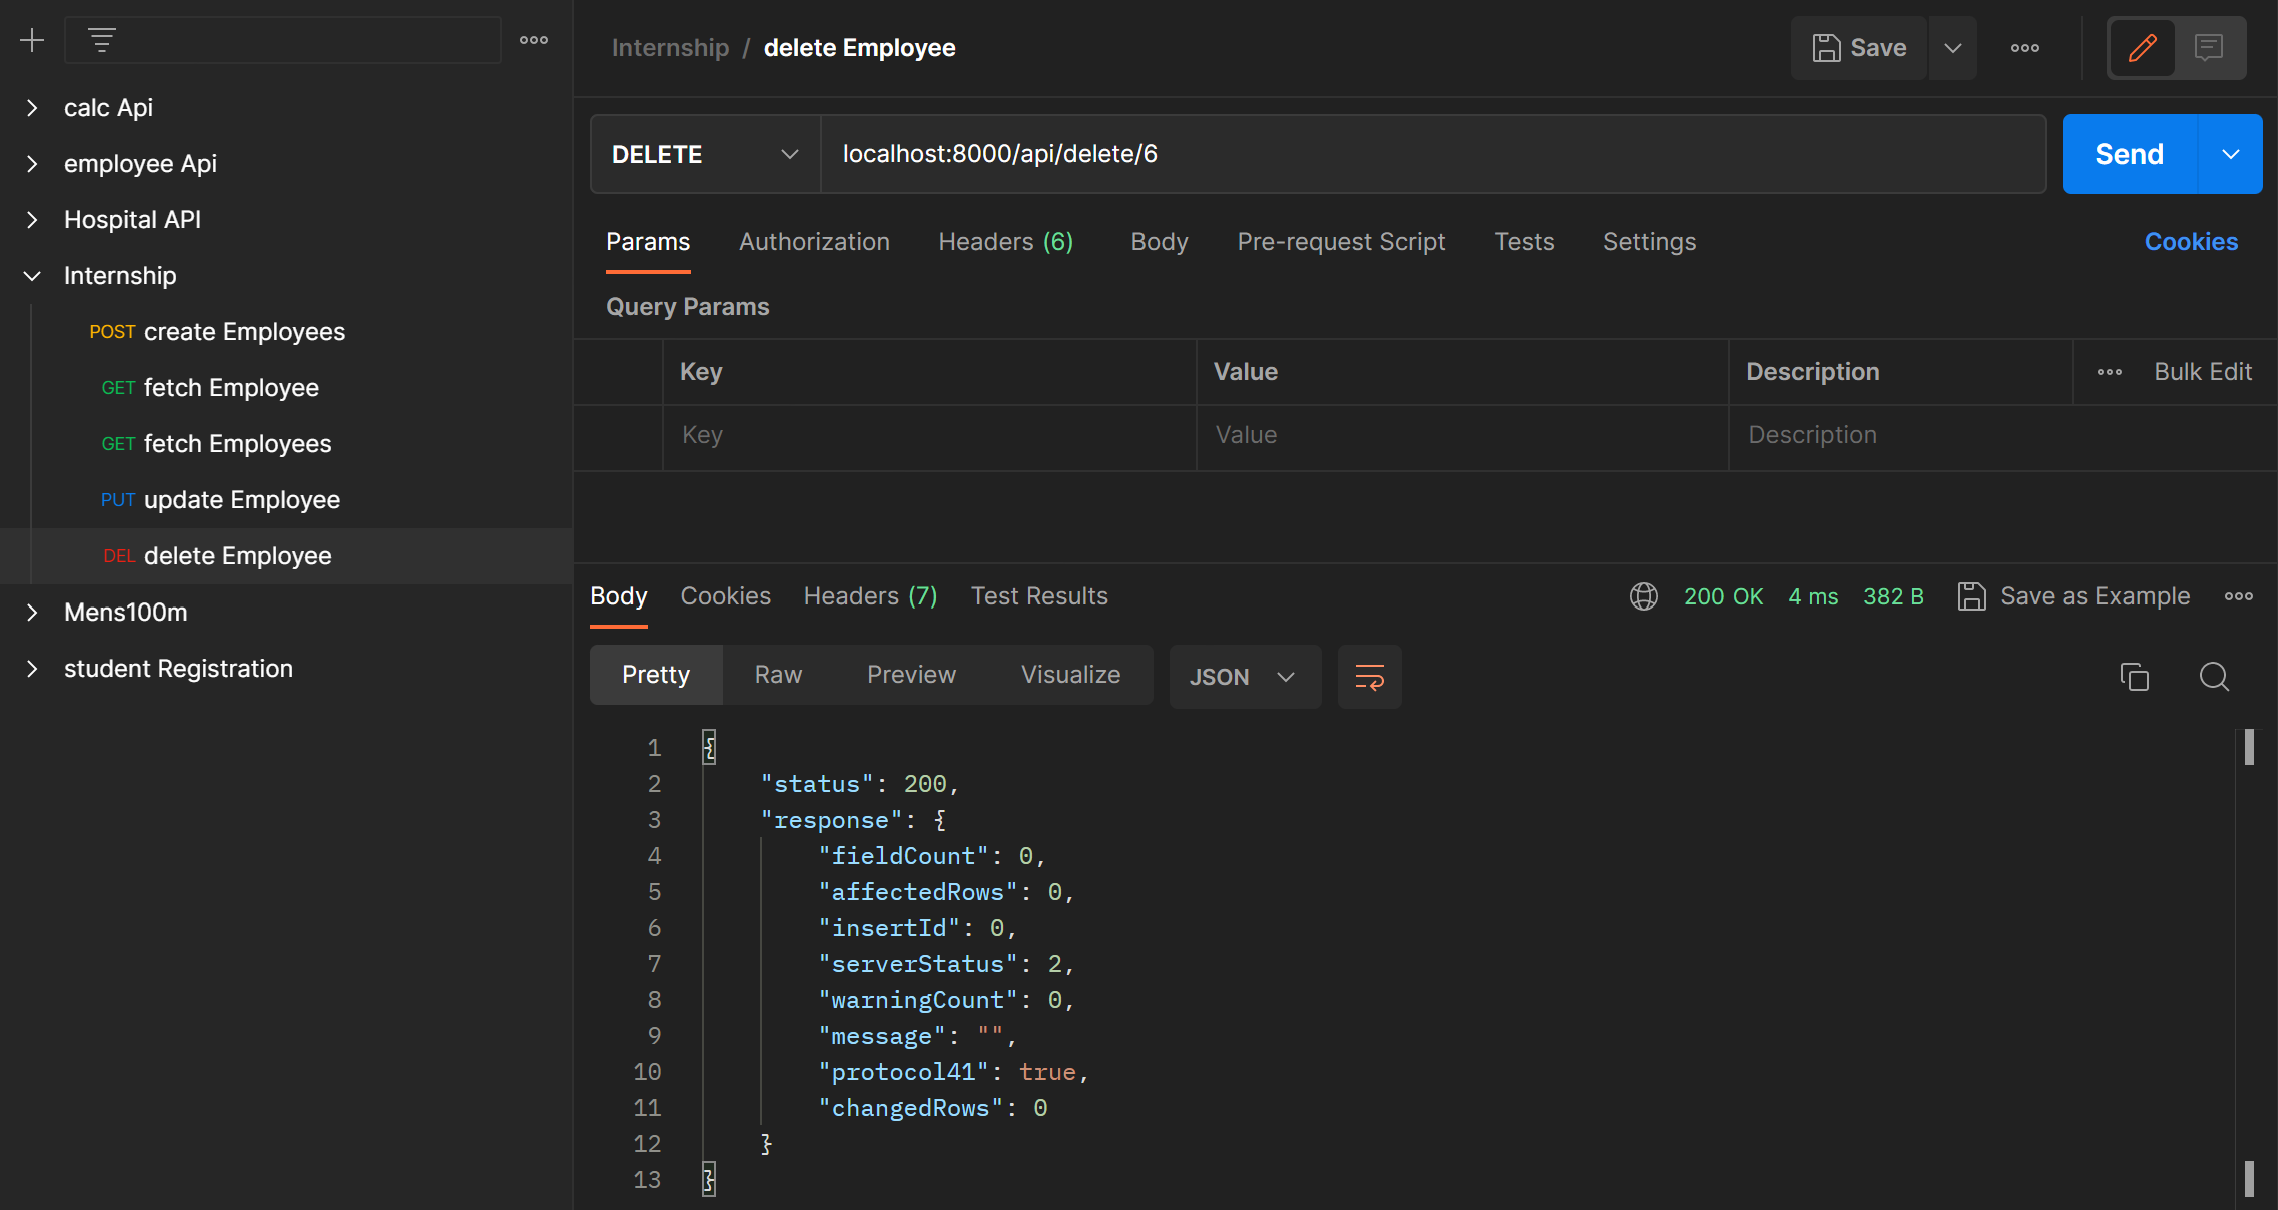 calc Api
employee Api
Hospital API
Internship
POST create Employees
GET fetch Employee
GET fetch Employees
PUT update Employee
DEL delete Employee
Mens100m
student Registration
Internship / delete Employee
Save
DELETE localhost:8000/api/delete/6 Send
Params Authorization Headers (6) Body Pre-request Script Tests Settings Cookies
Query Params
Key Value Description Bulk Edit
Key Value Description
Body Cookies Headers (7) Test Results 200 OK 4 ms 382 B Save as Example
Pretty Raw Preview Visualize JSON
1 {
2 "status": 200,
3 "response": {
4 "fieldCount": 0,
5 "affectedRows": 0,
6 "insertId": 0,
7 "serverStatus": 2,
8 "warningCount": 0,
9 "message": "",
10 "protocol41": true,
11 "changedRows": 0
12 }
13 }